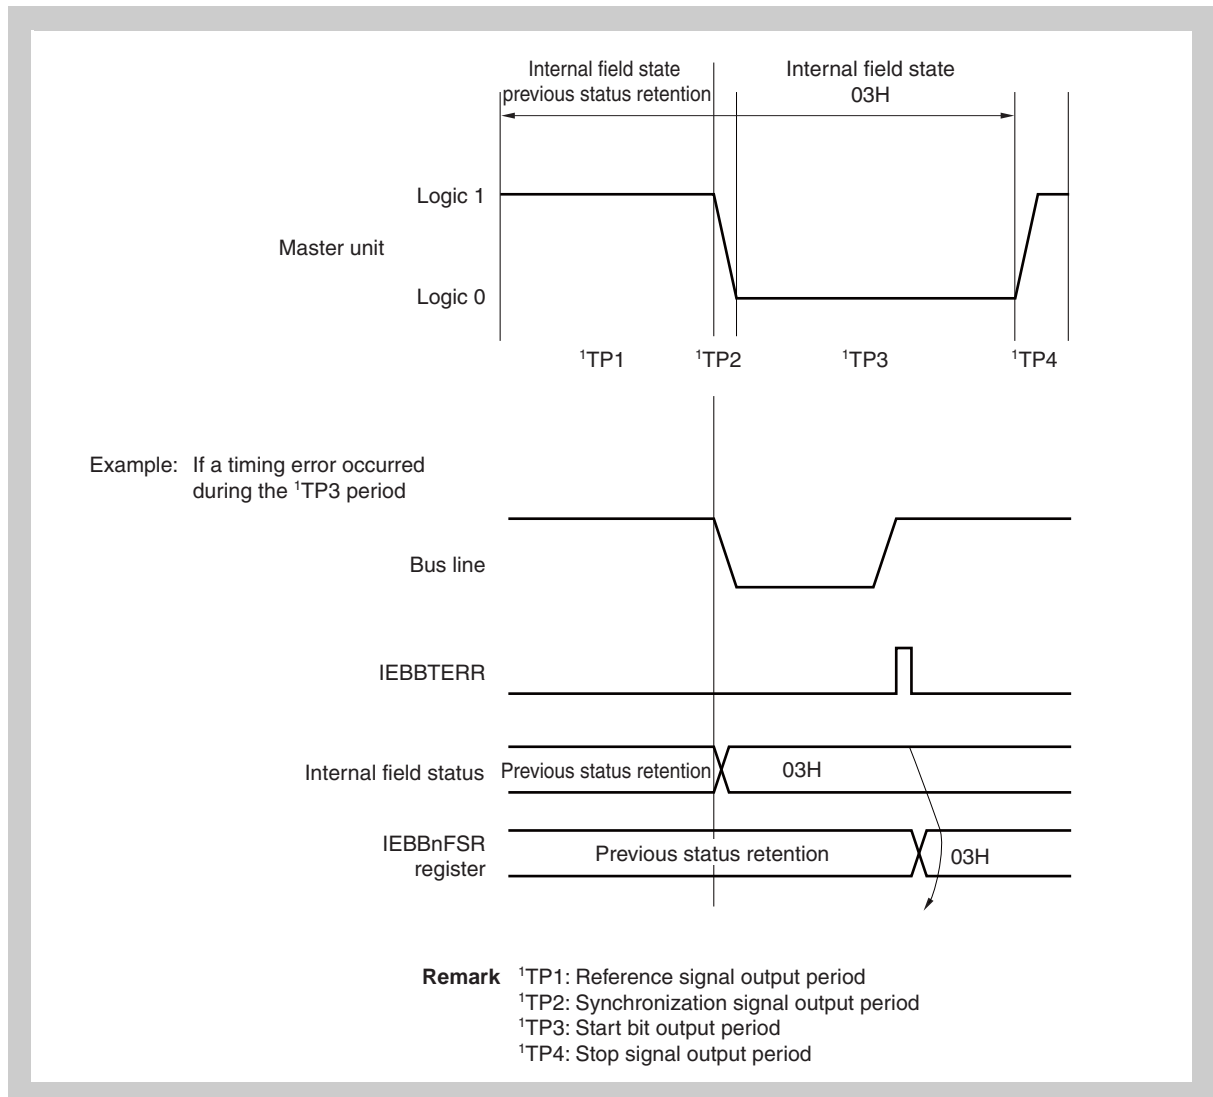 Internal field state
previous status retention
Internal field state
03H
Logic 1
Master unit
Logic 0
¹TP1
¹TP2
¹TP3
¹TP4
Example: If a timing error occurred
during the ¹TP3 period
Bus line
IEBBTERR
Internal field status
Previous status retention
03H
IEBBnFSR
register
Previous status retention
03H
Remark ¹TP1: Reference signal output period
¹TP2: Synchronization signal output period
¹TP3: Start bit output period
¹TP4: Stop signal output period